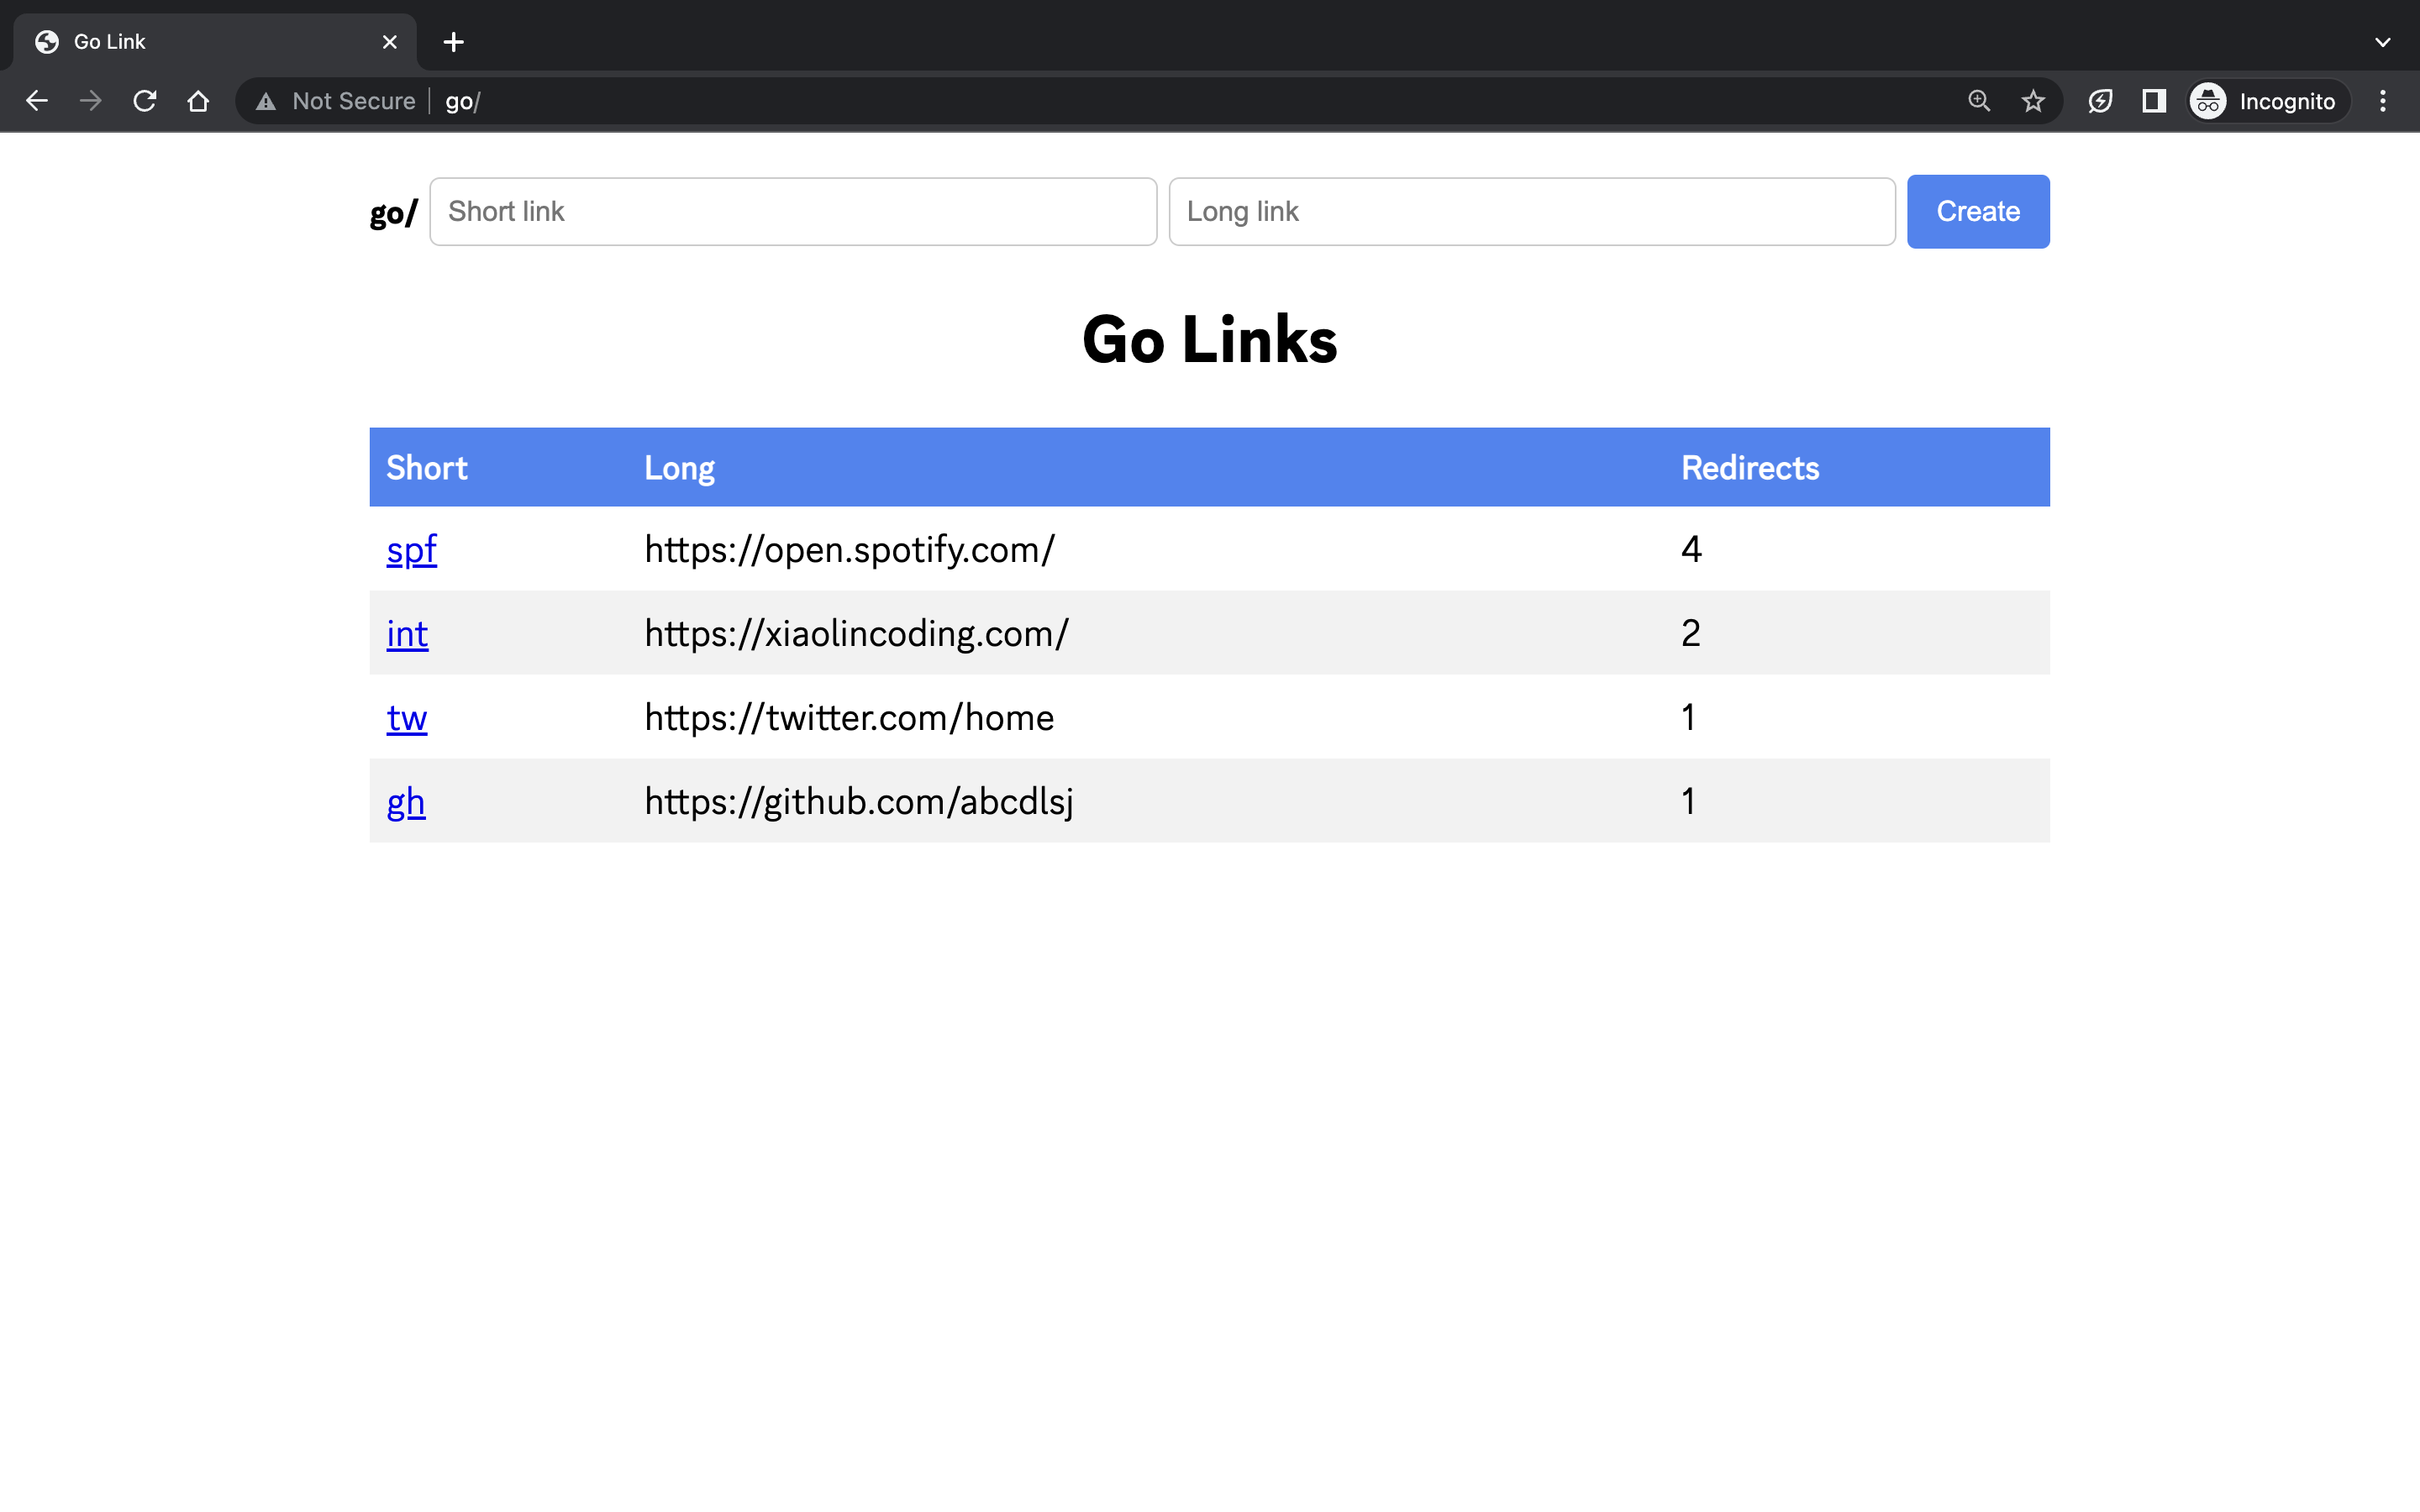 Go Link
Not Secure go/ Incognito
go/ Short link Long link Create
Go Links
Short Long Redirects
spf https://open.spotify.com/ 4
int https://xiaolincoding.com/ 2
tw https://twitter.com/home 1
gh https://github.com/abcdlsj 1